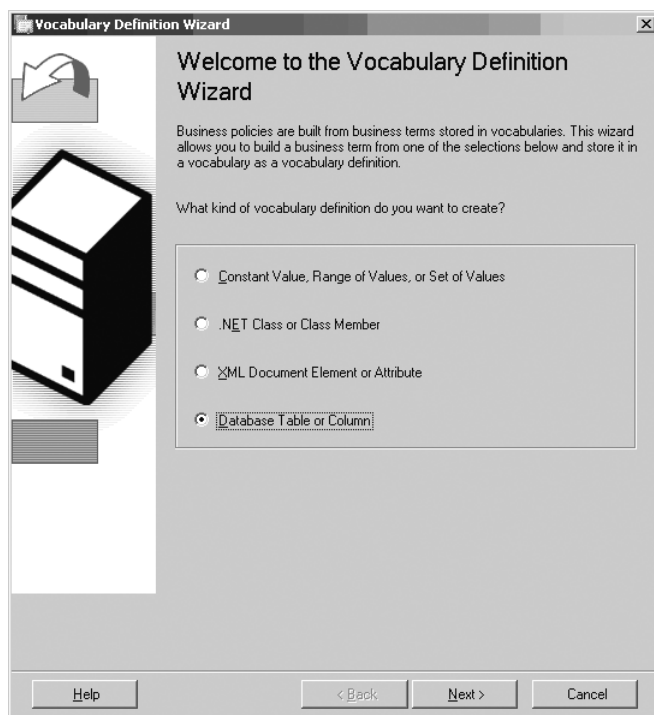 Vocabulary Definition Wizard
Welcome to the Vocabulary Definition
Wizard
Business policies are built from business terms stored in vocabularies. This wizard
allows you to build a business term from one of the selections below and store it in
a vocabulary as a vocabulary definition.
What kind of vocabulary definition do you want to create?
Constant Value, Range of Values, or Set of Values
.NET Class or Class Member
XML Document Element or Attribute
Database Table or Column
Help
< Back
Next >
Cancel